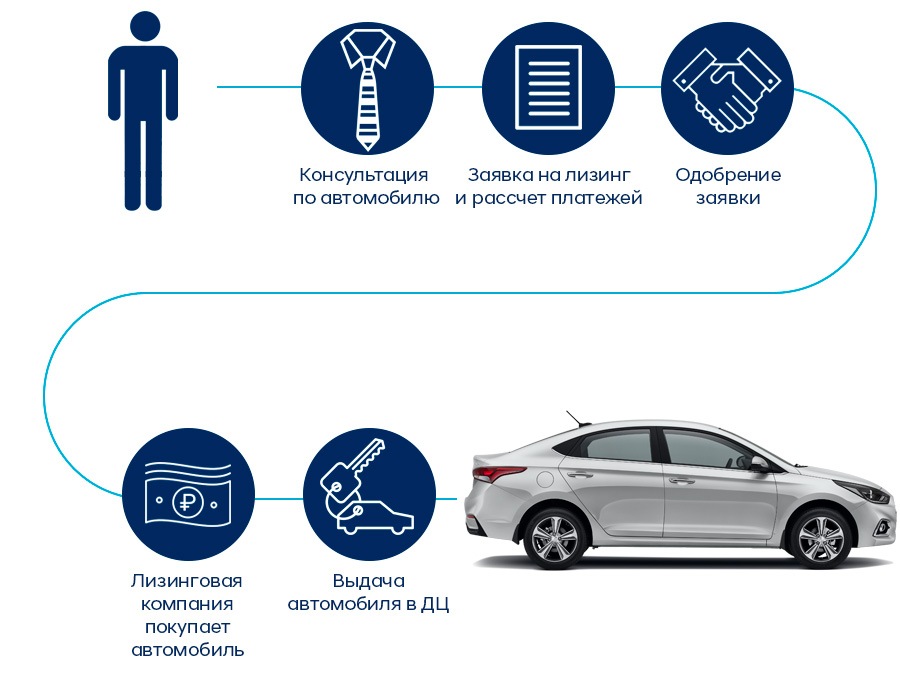 Консультация
по автомобилю
Заявка на лизинг
и рассчет платежей
Одобрение
заявки
Лизинговая
компания
покупает
автомобиль
Выдача
автомобиля в ДЦ